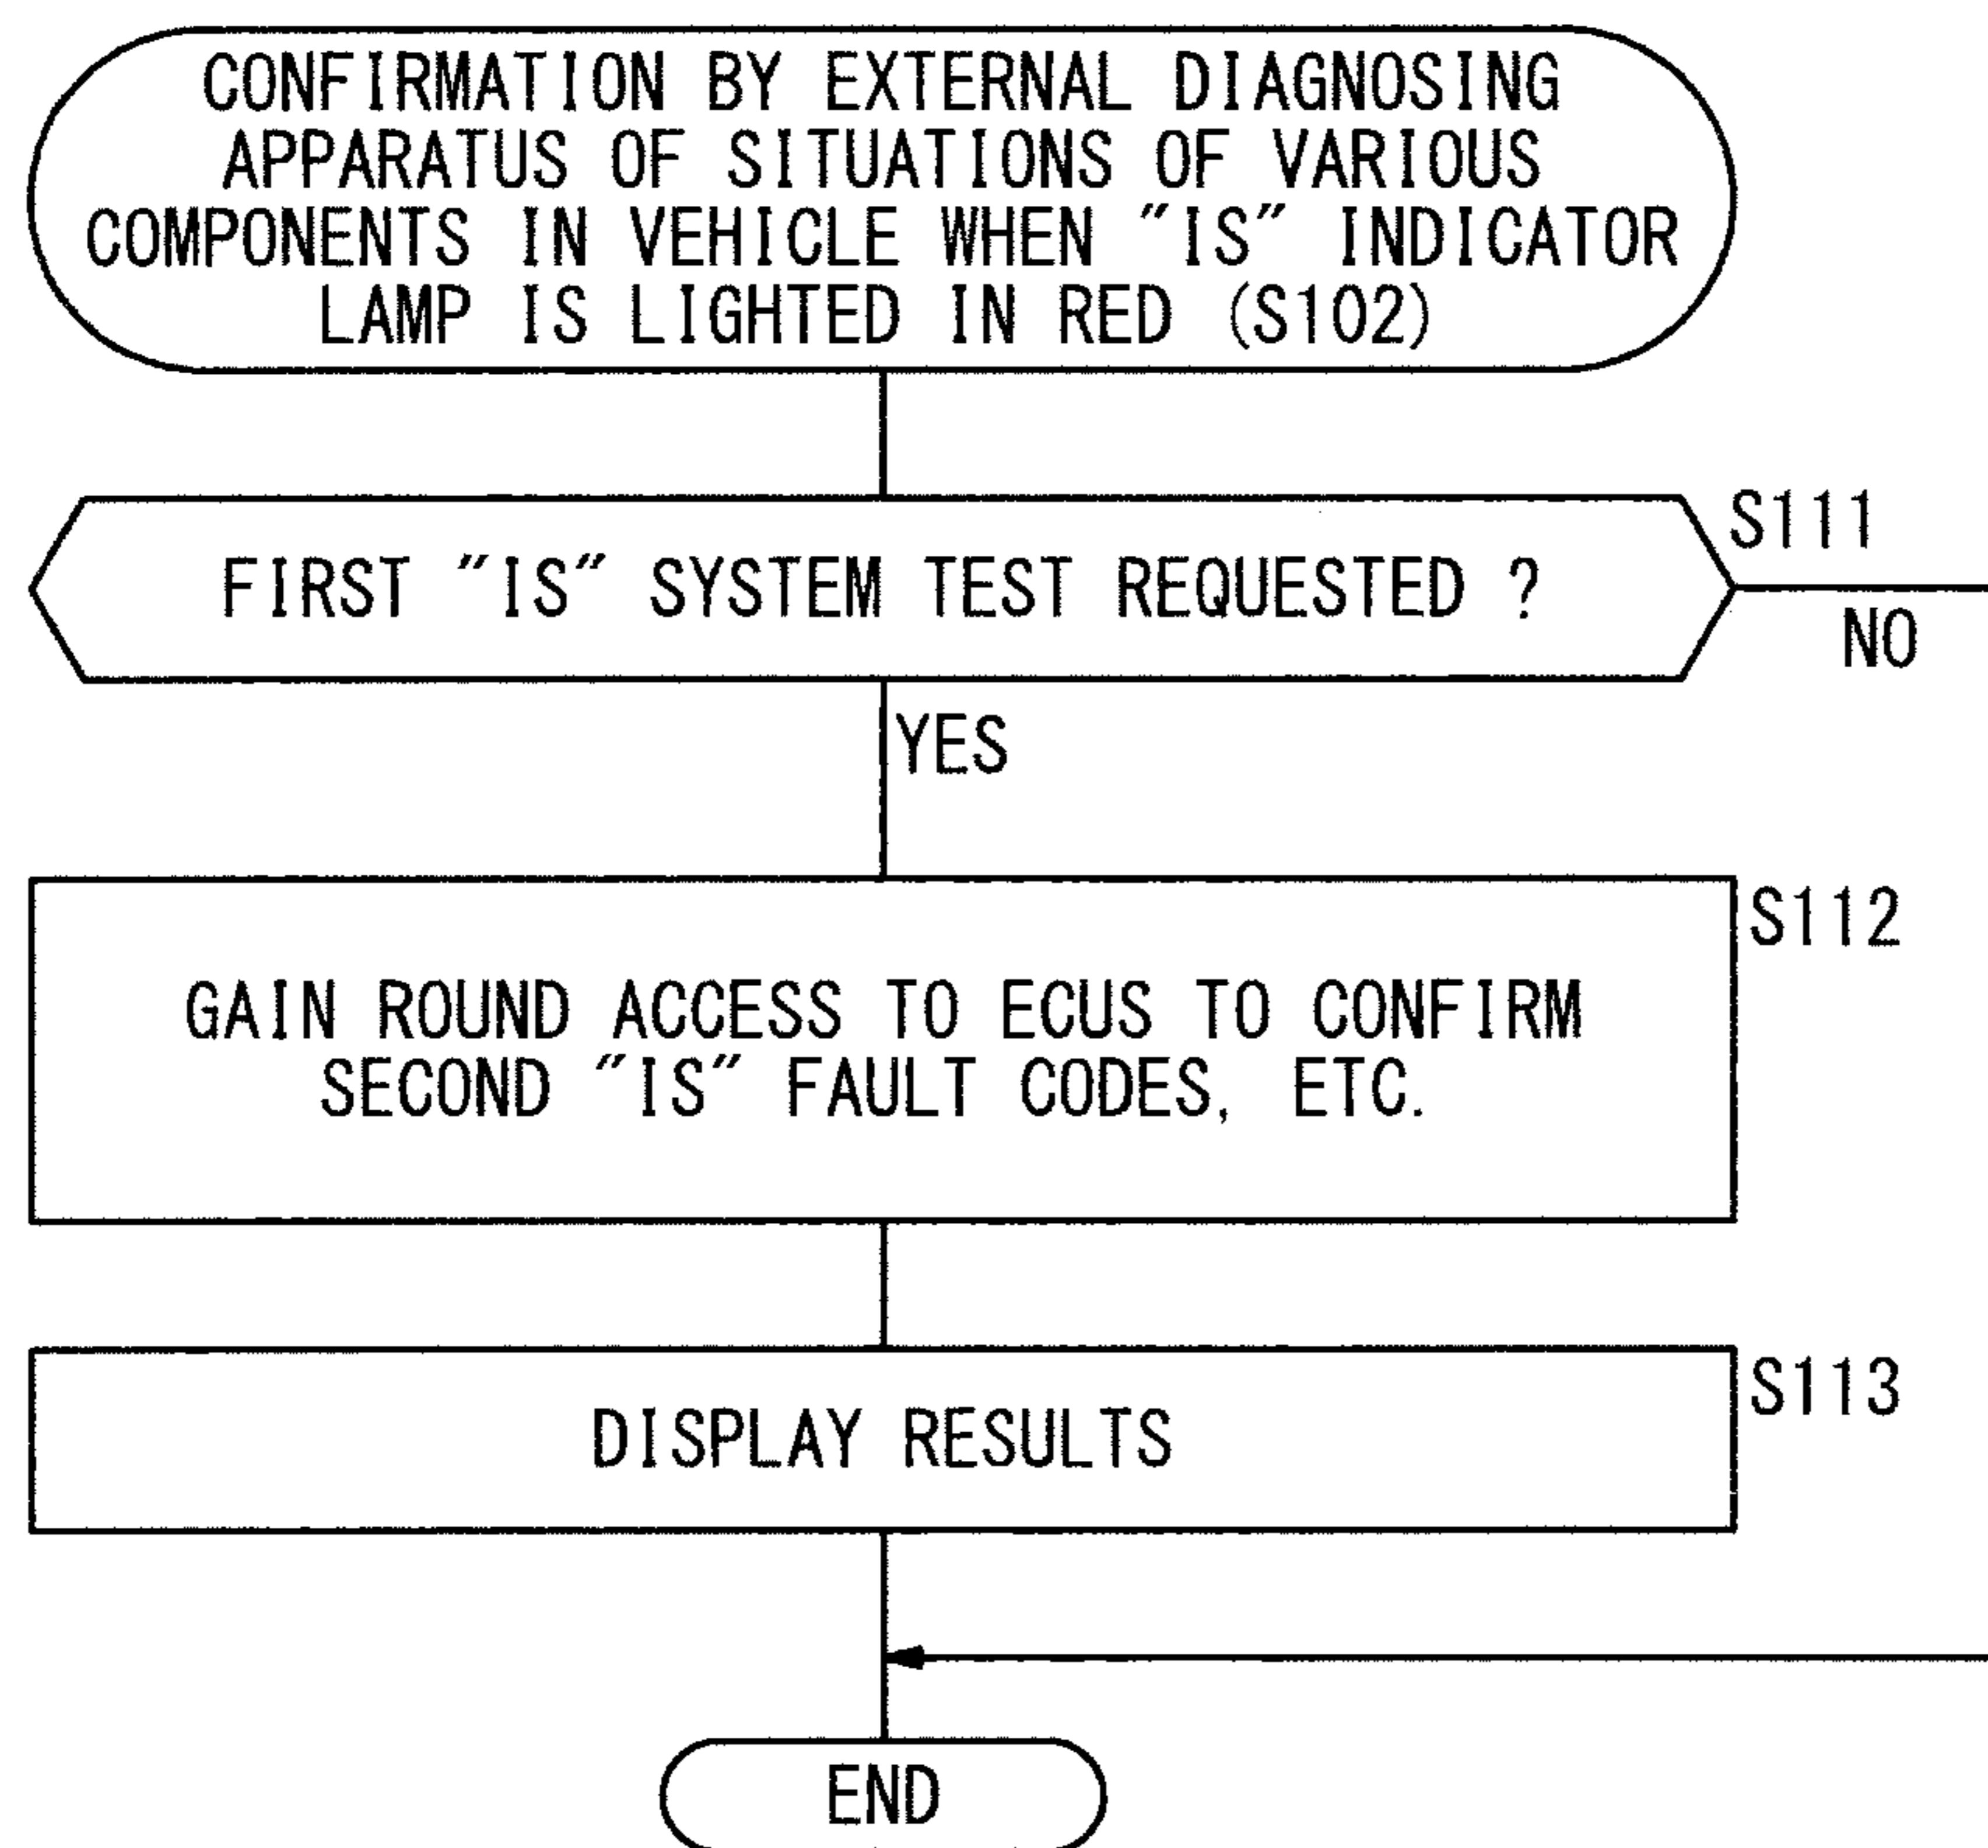 CONFIRMATION BY EXTERNAL DIAGNOSING
APPARATUS OF SITUATIONS OF VARIOUS
COMPONENTS IN VEHICLE WHEN "IS" INDICATOR
LAMP IS LIGHTED IN RED (S102)
S111
FIRST "IS" SYSTEM TEST REQUESTED ?
NO
YES
S112
GAIN ROUND ACCESS TO ECUS TO CONFIRM
SECOND "IS" FAULT CODES, ETC.
S113
DISPLAY RESULTS
END